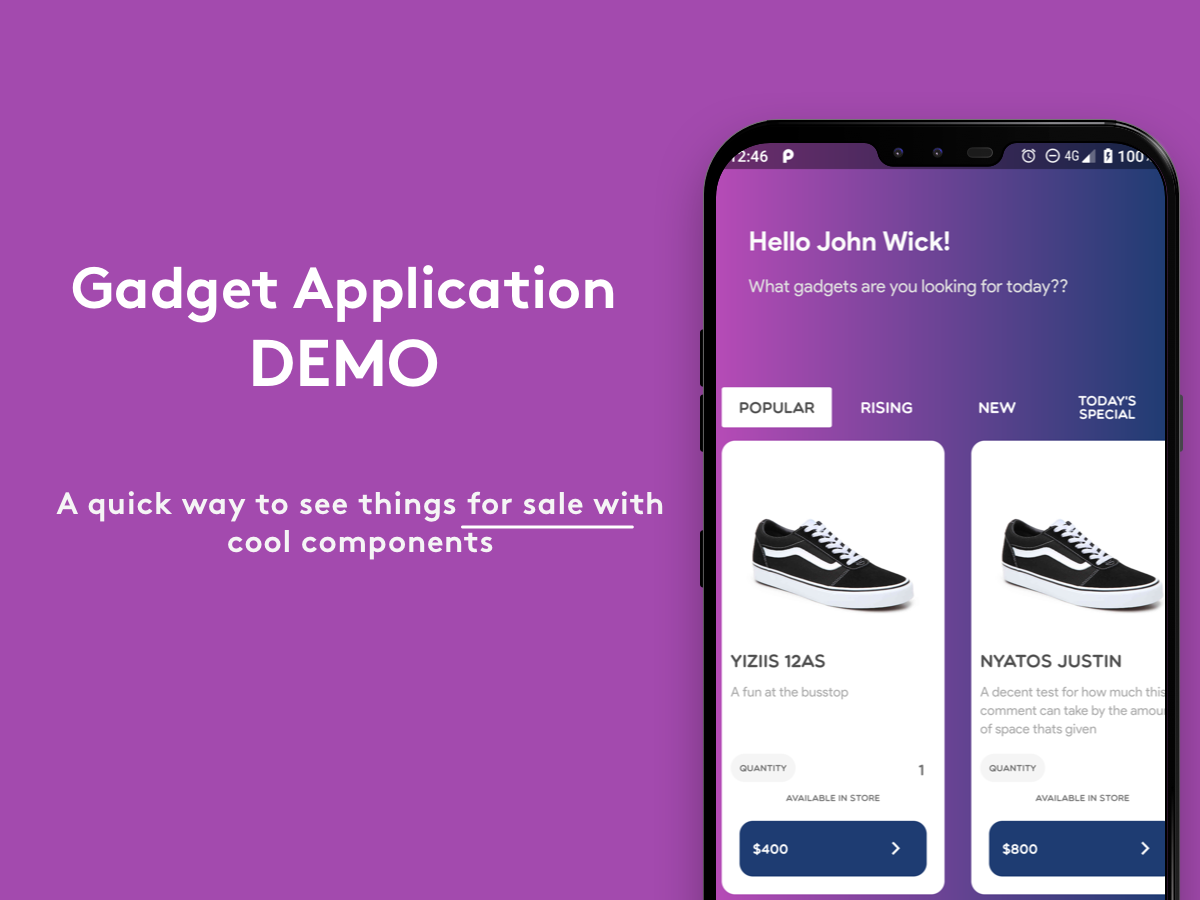 Gadget Application
DEMO
A quick way to see things for sale with
cool components
12:46
4G
100
Hello John Wick!
What gadgets are you looking for today??
POPULAR
RISING
NEW
TODAY'S
SPECIAL
YIZIIS 12AS
A fun at the busstop
QUANTITY
1
AVAILABLE IN STORE
$400
NYATOS JUSTIN
A decent test for how much this
comment can take by the
of space thats given
QUANTITY
AVAILABLE IN STORE
$800